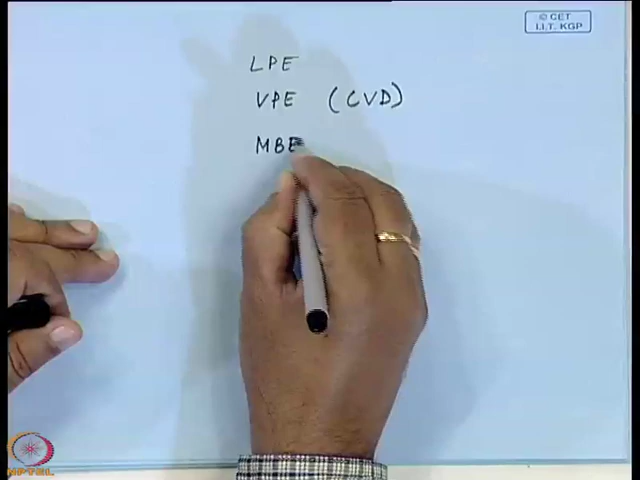 © CET
I.I.T. KGP
LPE
VPE (CVD)
MBE
NPTEL